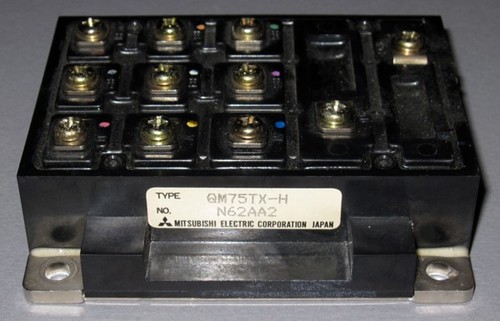 TYPE QM75TX-H
NO. N62AA2
MITSUBISHI ELECTRIC CORPORATION JAPAN